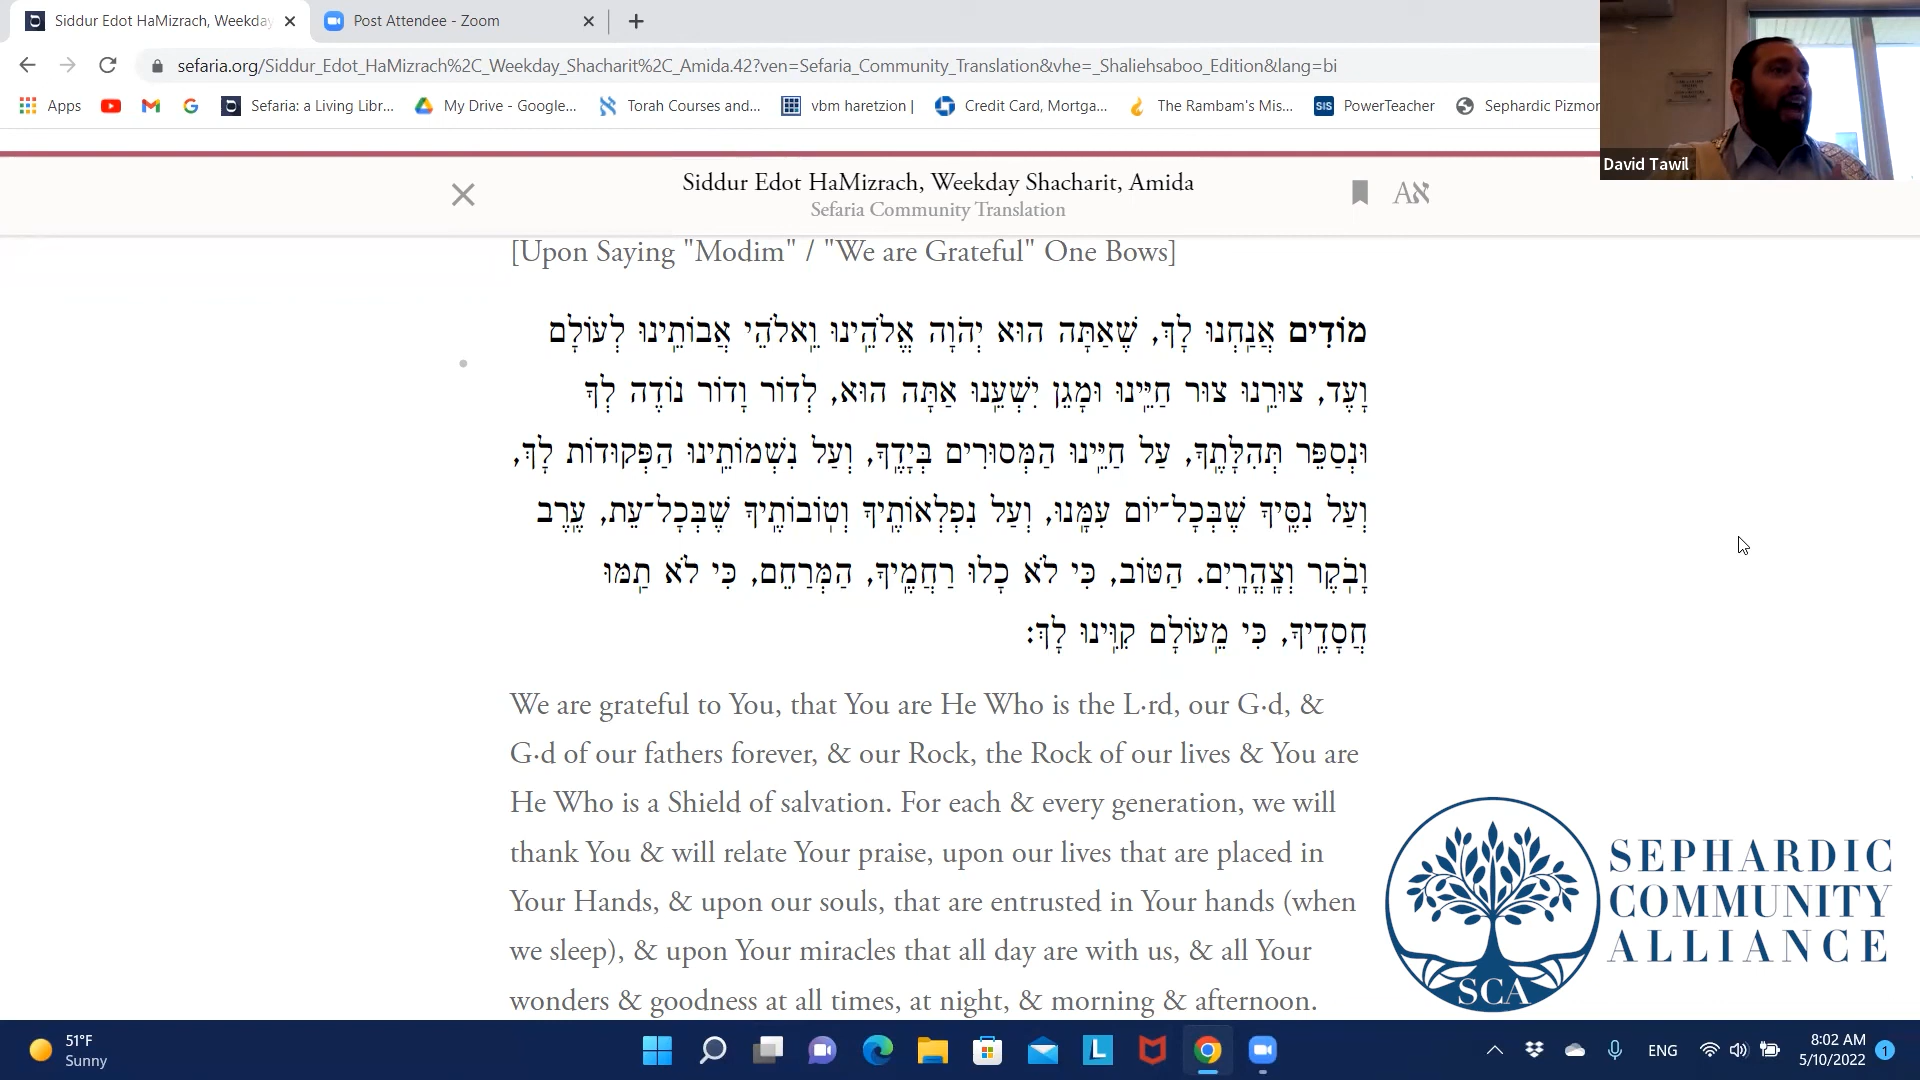 Siddur Edot HaMizrach, Weekday
Post Attendee - Zoom
sefaria.org/Siddur_Edot_HaMizrach%2C_Weekday_Shacharit%2C_Amida.42?ven=Sefaria_Community_Translation&vhe=_Shaliehsaboo_Edition&lang=bi
Apps
Sefaria: a Living Libr...
My Drive - Google...
Torah Courses and...
vbm haretzion |
Credit Card, Mortga...
The Rambam's Mis...
SIS PowerTeacher
Sephardic Pizmon
David Tawil
Siddur Edot HaMizrach, Weekday Shacharit, Amida
Sefaria Community Translation
Aא
[Upon Saying "Modim" / "We are Grateful" One Bows]
מוֹדִים אֲנַֽחְנוּ לָךְ, שֶׁאַתָּה הוּא יְהֹוָה אֱלֹהֵֽינוּ וֵאלֹהֵי אֲבוֹתֵֽינוּ לְעוֹלָם
וָעֶד, צוּרֵֽנוּ צוּר חַיֵּֽינוּ וּמָגֵן יִשְׁעֵֽנוּ אַתָּה הוּא, לְדוֹר וָדוֹר נוֹדֶה לְךָ
וּנְסַפֵּר תְּהִלָּתֶֽךָ, עַל חַיֵּֽינוּ הַמְּסוּרִים בְּיָדֶֽךָ, וְעַל נִשְׁמוֹתֵֽינוּ הַפְּקוּדוֹת לָךְ,
וְעַל נִסֶּֽיךָ שֶׁבְּכָל־יוֹם עִמָּֽנוּ, וְעַל נִפְלְאוֹתֶֽיךָ וְטֽוֹבוֹתֶֽיךָ שֶׁבְּכָל־עֵת, עֶֽרֶב
וָבֹֽקֶר וְצָֽהֳרָֽיִם. הַטּוֹב, כִּי לֹא כָלוּ רַחֲמֶֽיךָ, הַמְּרַחֵם, כִּי לֹא תַֽמּוּ
חֲסָדֶֽיךָ, כִּי מֵֽעוֹלָם קִוִּֽינוּ לָךְ:
We are grateful to You, that You are He Who is the L·rd, our G·d, &
G·d of our fathers forever, & our Rock, the Rock of our lives & You are
He Who is a Shield of salvation. For each & every generation, we will
thank You & will relate Your praise, upon our lives that are placed in
Your Hands, & upon our souls, that are entrusted in Your hands (when
we sleep), & upon Your miracles that all day are with us, & all Your
wonders & goodness at all times, at night, & morning & afternoon.
SCA
SEPHARDIC
COMMUNITY
ALLIANCE
51°F
Sunny
ENG
8:02 AM
5/10/2022
1